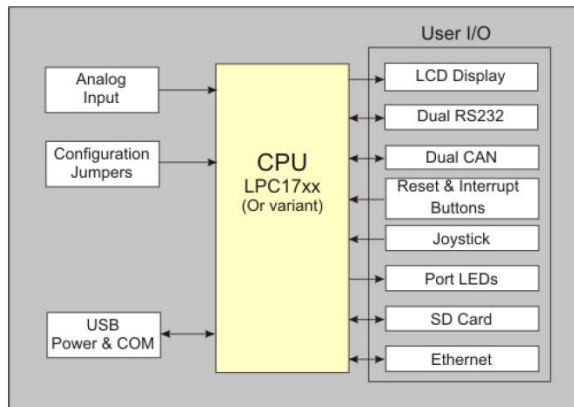 User I/O
Analog
Input
Configuration
Jumpers
USB
Power & COM
CPU
LPC17xx
(Or variant)
LCD Display
Dual RS232
Dual CAN
Reset & Interrupt
Buttons
Joystick
Port LEDs
SD Card
Ethernet